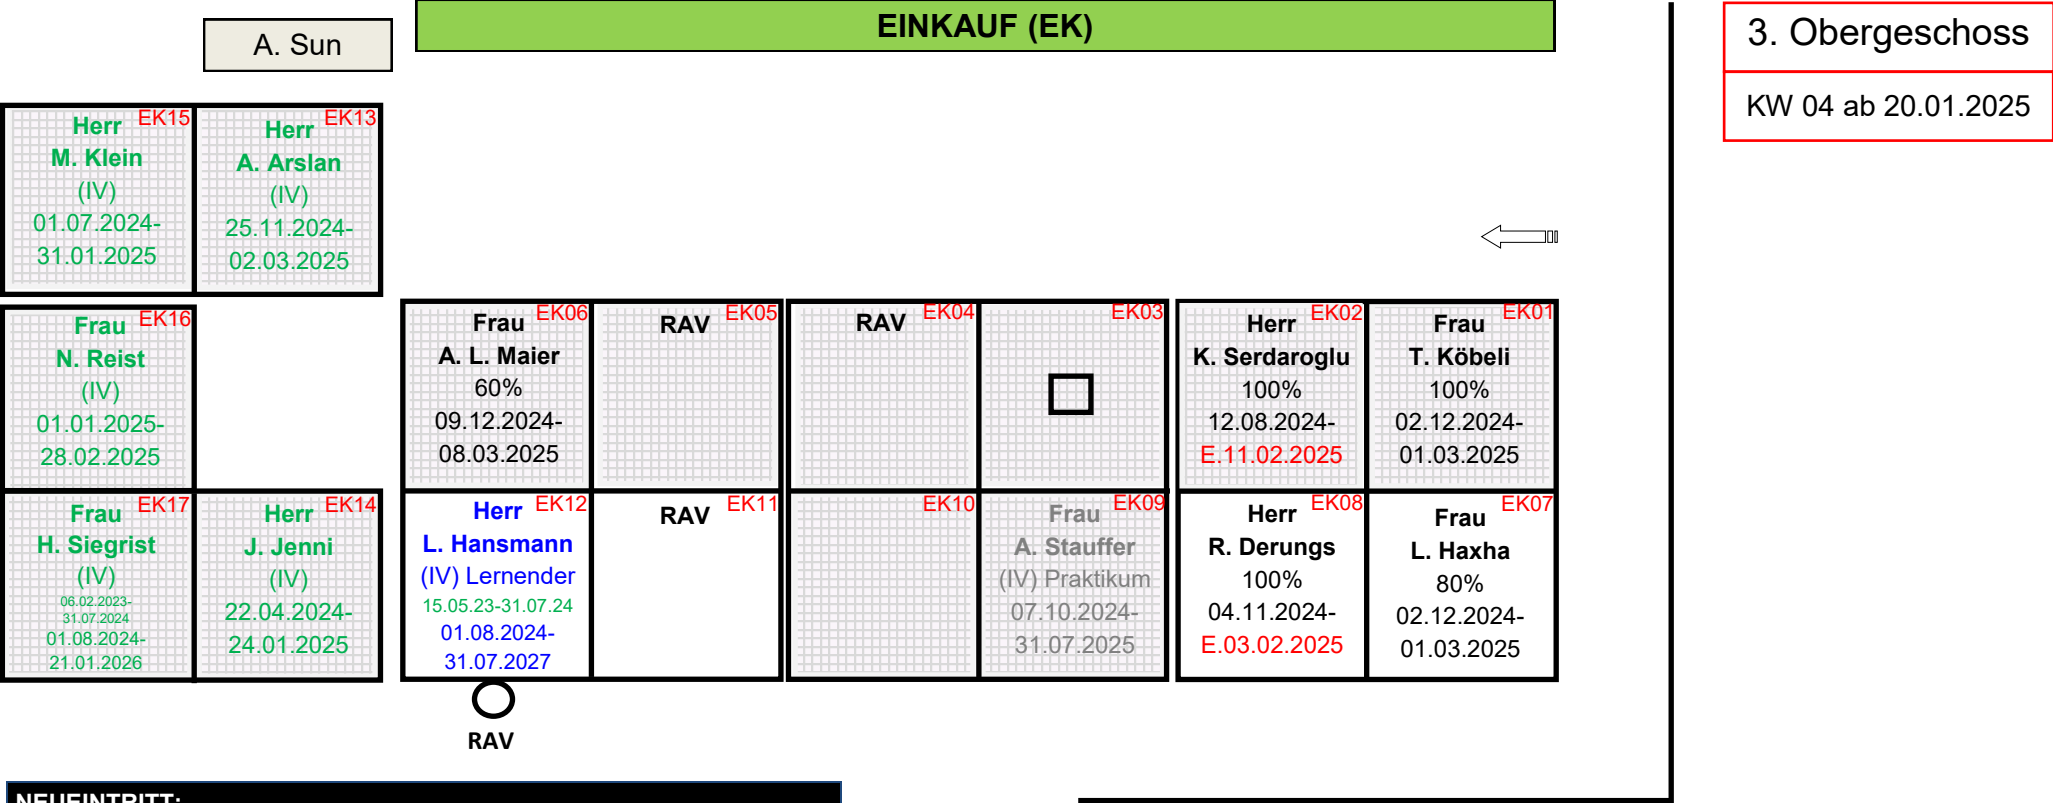 EINKAUF (EK)
A. Sun
3. Obergeschoss
KW 04 ab 20.01.2025
EK15
Herr
M. Klein
(IV)
01.07.2024-
31.01.2025
EK13
Herr
A. Arslan
(IV)
25.11.2024-
02.03.2025
EK16
Frau
N. Reist
(IV)
01.01.2025-
28.02.2025
EK06
Frau
A. L. Maier
60%
09.12.2024-
08.03.2025
EK05
RAV
EK04
RAV
EK03
EK02
Herr
K. Serdaroglu
100%
12.08.2024-
E.11.02.2025
EK01
Frau
T. Köbeli
100%
02.12.2024-
01.03.2025
EK17
Frau
H. Siegrist
(IV)
06.02.2023-
31.07.2024
01.08.2024-
21.01.2026
EK14
Herr
J. Jenni
(IV)
22.04.2024-
24.01.2025
EK12
Herr
L. Hansmann
(IV) Lernender
15.05.23-31.07.24
01.08.2024-
31.07.2027
EK11
RAV
EK10
EK09
Frau
A. Stauffer
(IV) Praktikum
07.10.2024-
31.07.2025
EK08
Herr
R. Derungs
100%
04.11.2024-
E.03.02.2025
EK07
Frau
L. Haxha
80%
02.12.2024-
01.03.2025
RAV
NEUEINTRITT: